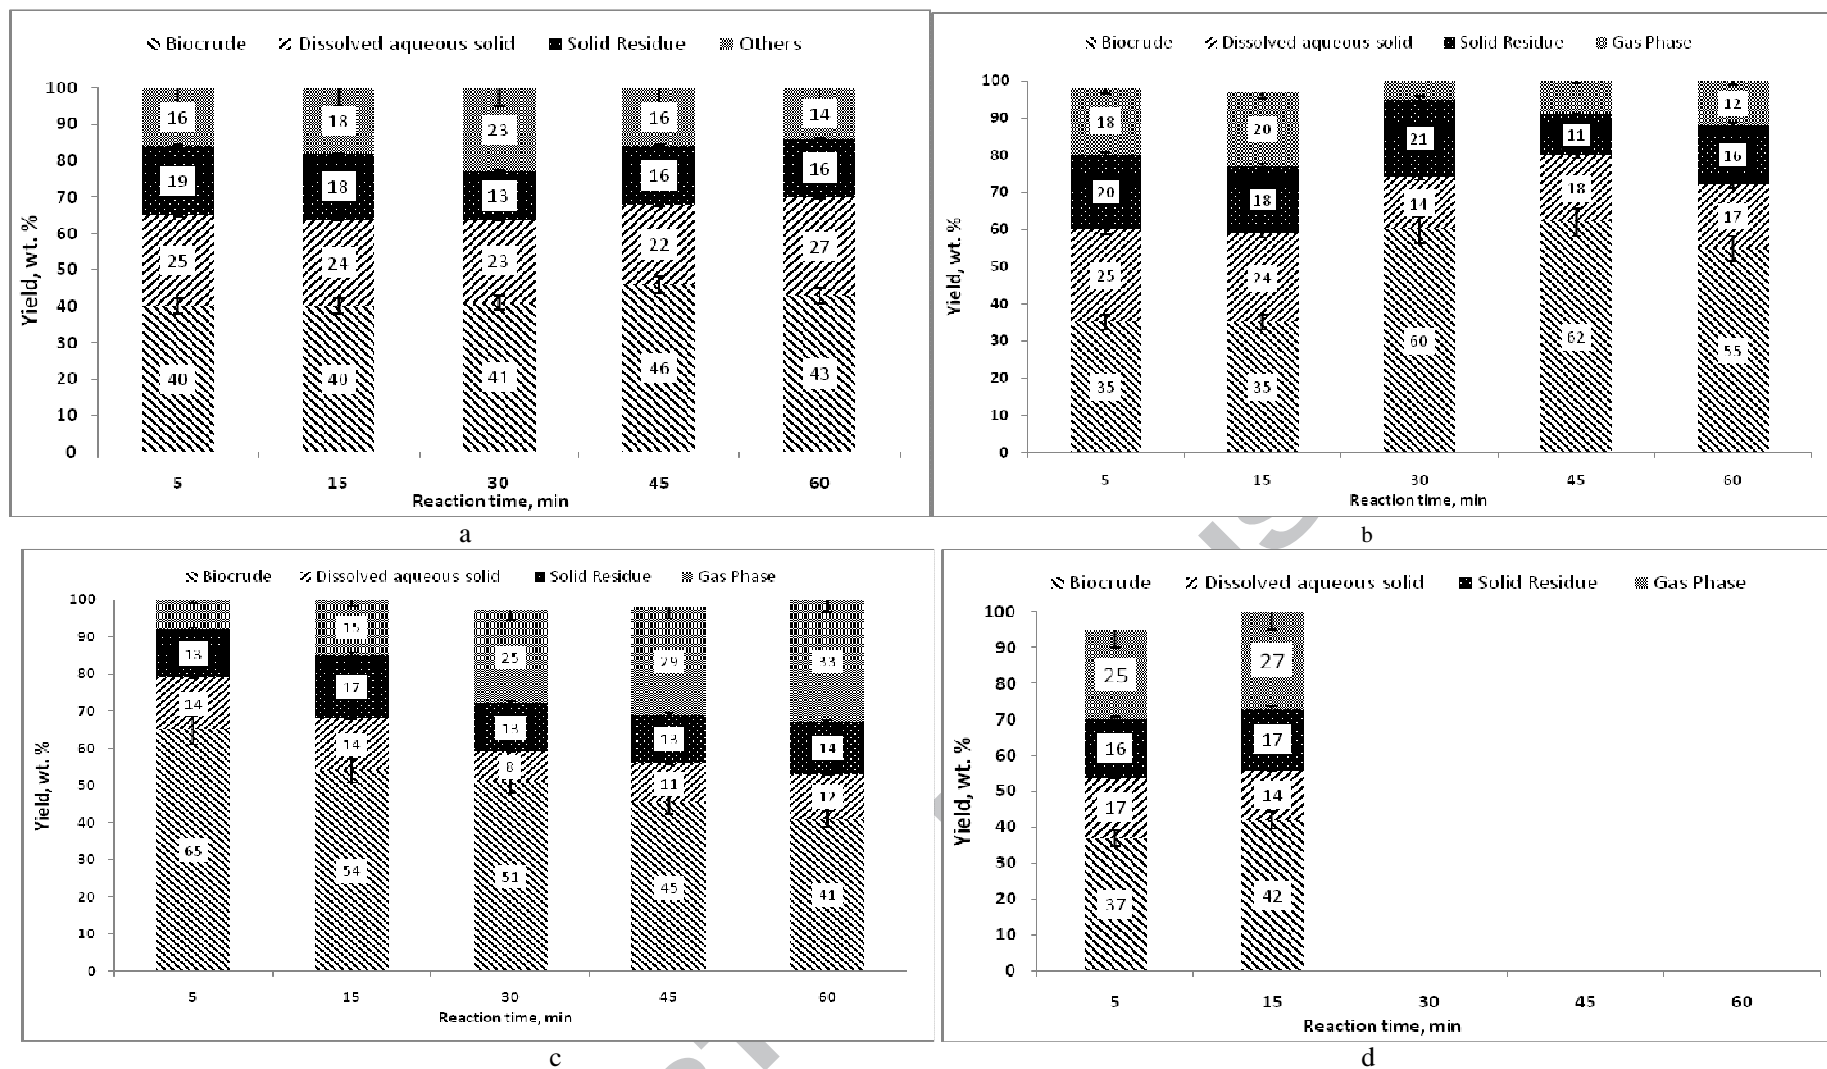 Biocrude Dissolved aqueous solid Solid Residue Others
100
90
80
70
60
50
40
30
20
10
0
Yield, wt. %
16 18 23 16 14
19 18 13 16 16
25 24 23 22 27
40 40 41 46 43
5 15 30 45 60
Reaction time, min
a
Biocrude Dissolved aqueous solid Solid Residue Gas Phase
100
90
80
70
60
50
40
30
20
10
0
Yield, wt. %
18 20 12
20 18 21 11 16
25 24 14 18 17
35 35 60 62 55
5 15 30 45 60
Reaction time, min
b
Biocrude Dissolved aqueous solid Solid Residue Gas Phase
100
90
80
70
60
50
40
30
20
10
0
Yield, wt. %
15 25 29 33
13 17 13 13 14
14 14 8 11 12
65 54 51 45 41
5 15 30 45 60
Reaction time, min
c
Biocrude Dissolved aqueous solid Solid Residue Gas Phase
100
90
80
70
60
50
40
30
20
10
0
Yield, wt. %
25 27
16 17
17 14
37 42
5 15 30 45 60
Reaction time, min
d